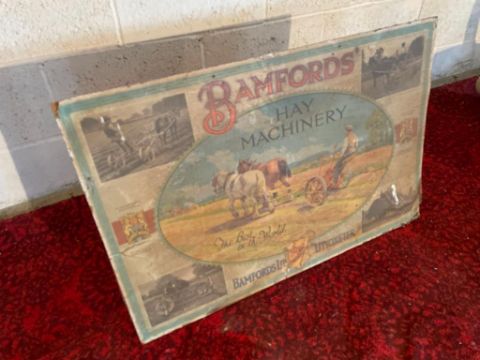 BAMFORDS'
HAY
MACHINERY
The Best
in the World
BAMFORDS LTD UTTOXETER